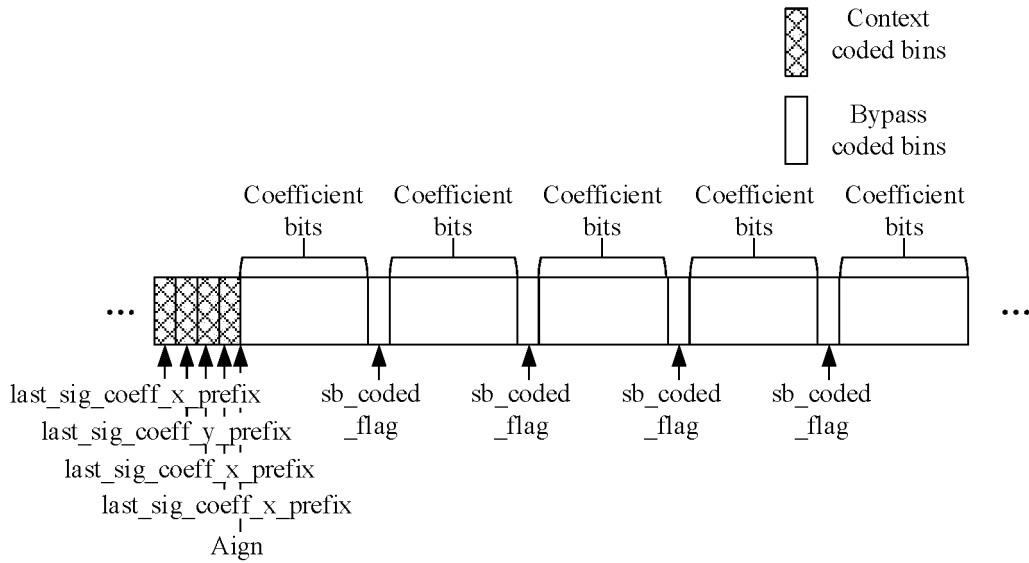 Context
coded bins
Bypass
coded bins
Coefficient
bits
Coefficient
bits
Coefficient
bits
Coefficient
bits
Coefficient
bits
...
...
last_sig_coeff_x_prefix
last_sig_coeff_y_prefix
last_sig_coeff_x_prefix
last_sig_coeff_x_prefix
Aign
sb_coded
_flag
sb_coded
_flag
sb_coded
_flag
sb_coded
_flag